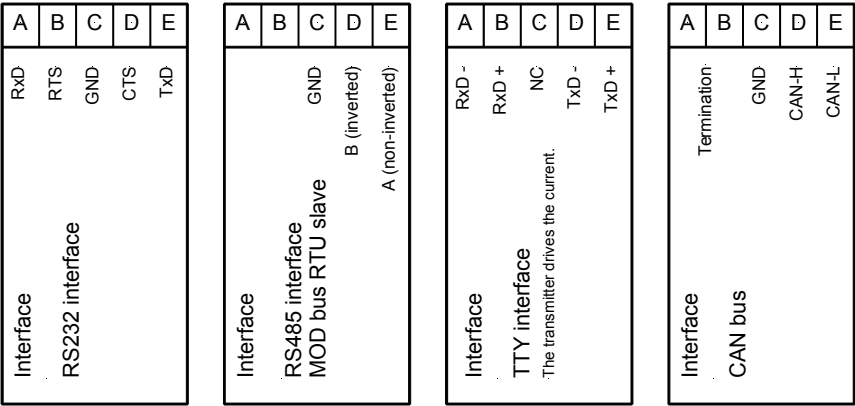 A B C D E
RxD
RTS
GND
CTS
TxD
Interface
RS232 interface
A B C D E
GND
B (inverted)
A (non-inverted)
Interface
RS485 interface
MOD bus RTU slave
A B C D E
RxD -
RxD +
NC
TxD -
TxD +
Interface
TTY interface
The transmitter drives the current.
A B C D E
Termination
GND
CAN-H
CAN-L
Interface
CAN bus